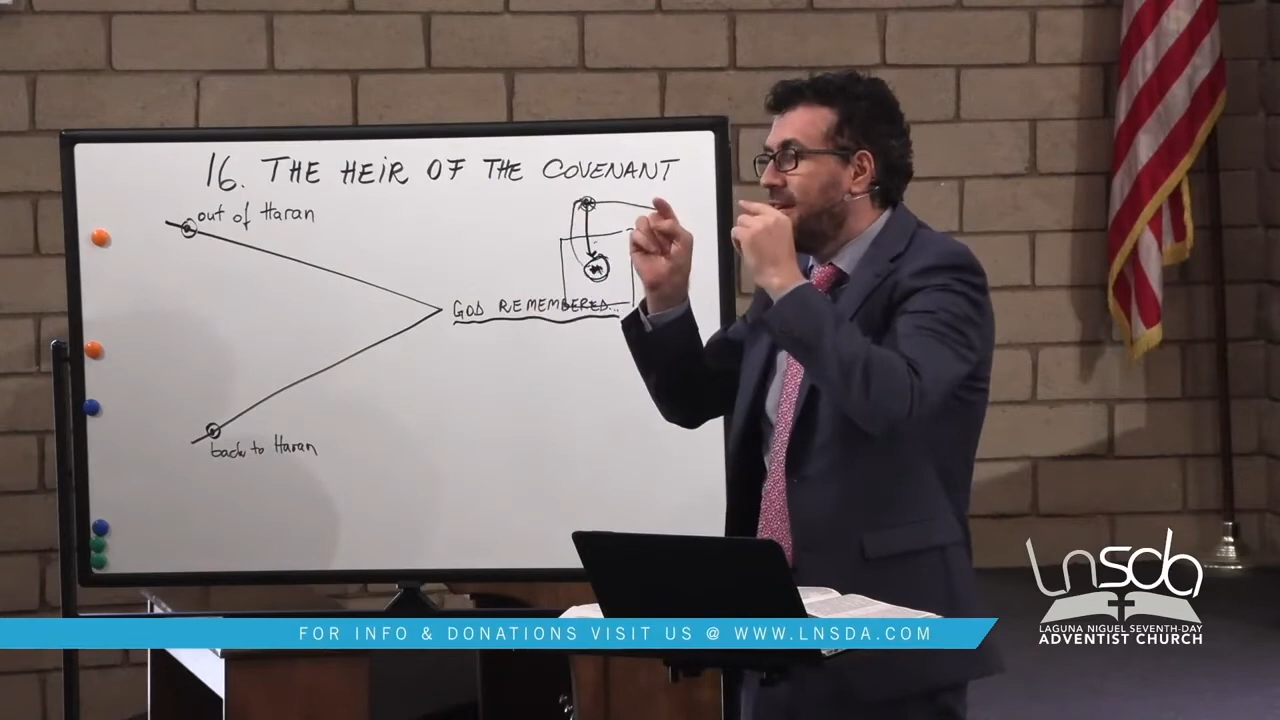 16. THE HEIR OF THE COVENANT
out of Haran
GOD REMEMBERED...
back to Haran
LnSDA
LAGUNA NIGUEL SEVENTH-DAY
ADVENTIST CHURCH
FOR INFO & DONATIONS VISIT US @ WWW.LNSDA.COM